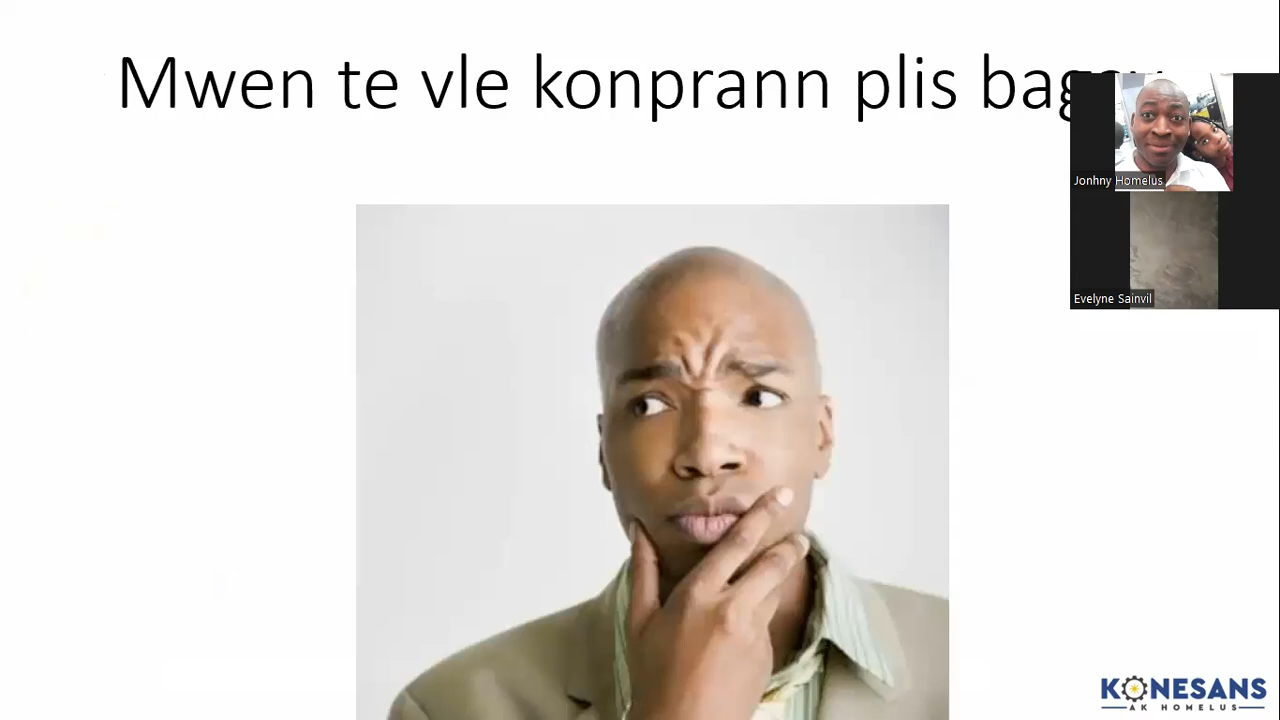 Mwen te vle konprann plis
Jonhny Homelus
Evelyne Sainvil
KONESANS
AK HOMELUS